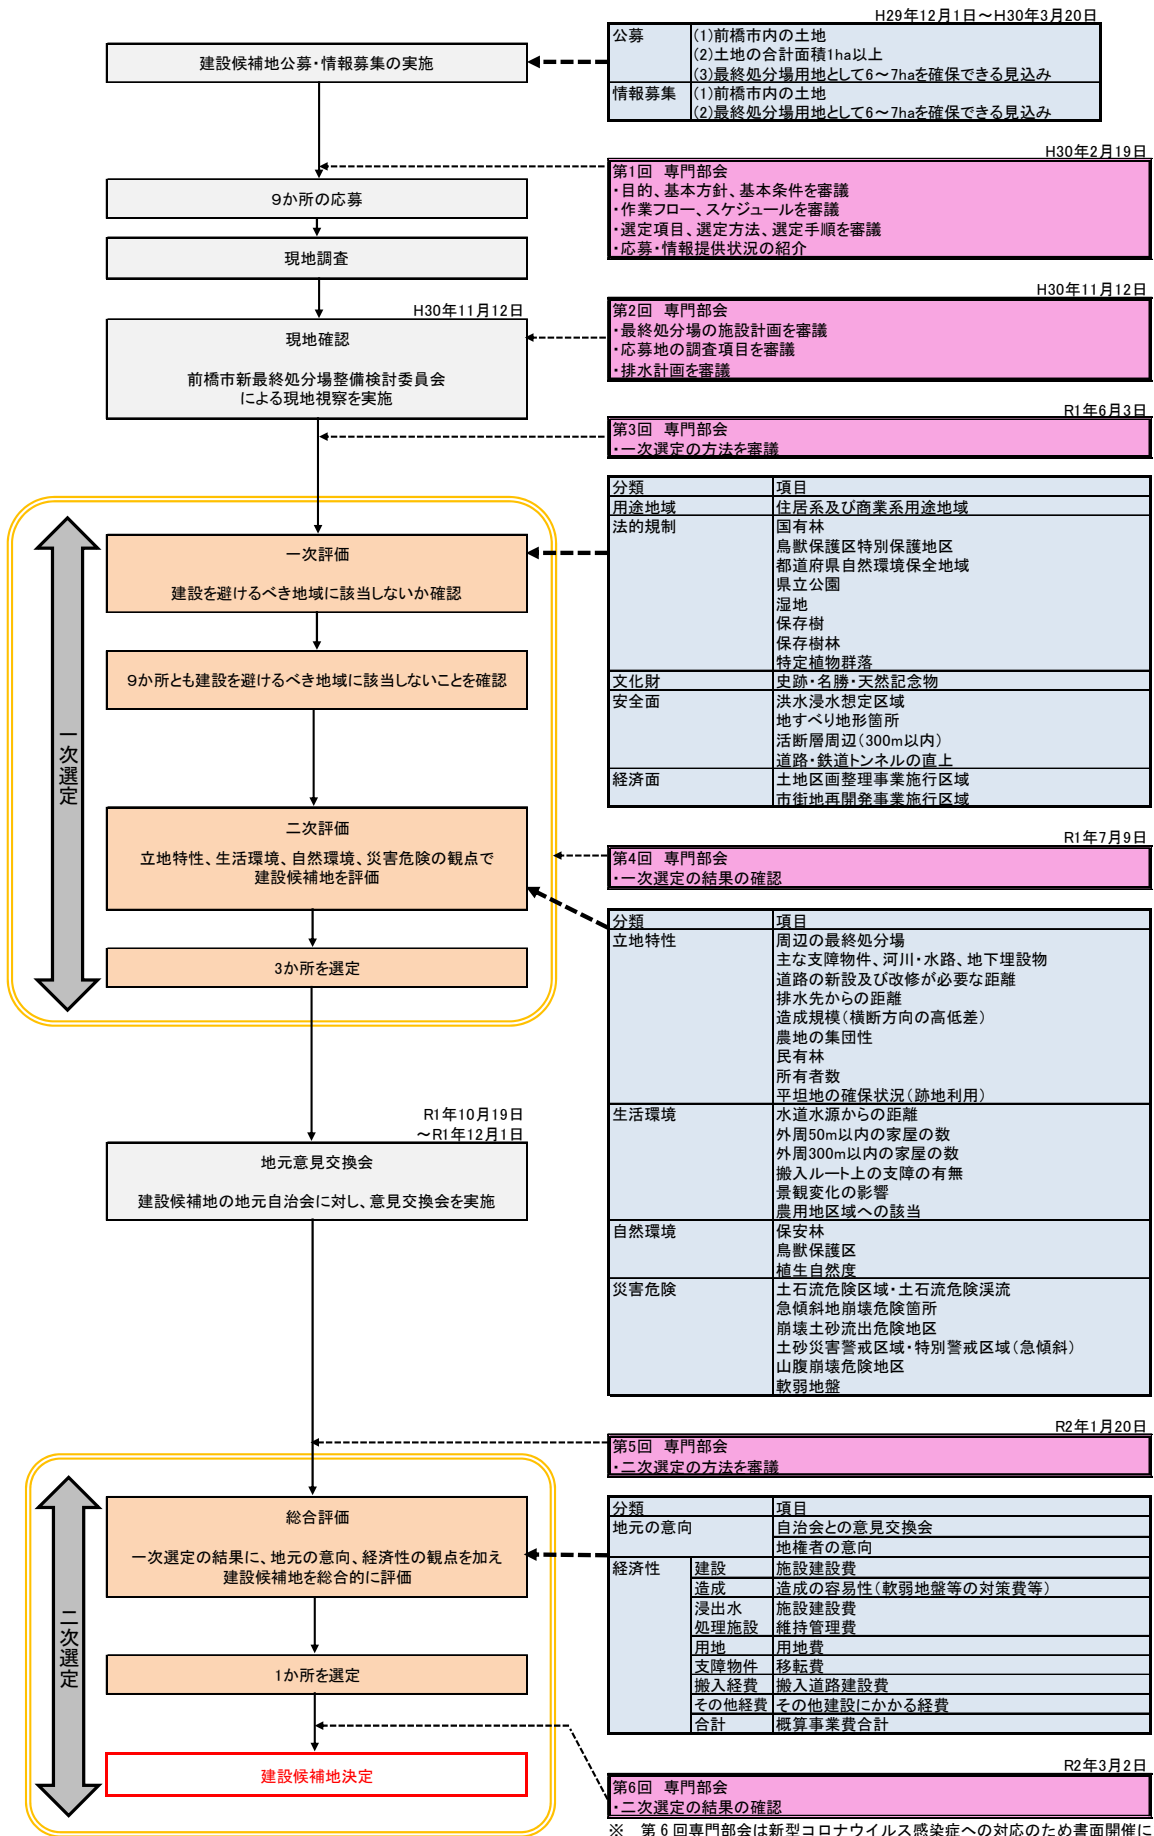 H29年12月1日～H30年3月20日
建設候補地公募・情報募集の実施
公募
(1)前橋市内の土地
(2)土地の合計面積1ha以上
(3)最終処分場用地として6～7haを確保できる見込み
情報募集
(1)前橋市内の土地
(2)最終処分場用地として6～7haを確保できる見込み
H30年2月19日
第1回 専門部会
・目的、基本方針、基本条件を審議
・作業フロー、スケジュールを審議
・選定項目、選定方法、選定手順を審議
・応募・情報提供状況の紹介
9か所の応募
現地調査
H30年11月12日
現地確認
前橋市新最終処分場整備検討委員会
による現地視察を実施
H30年11月12日
第2回 専門部会
・最終処分場の施設計画を審議
・応募地の調査項目を審議
・排水計画を審議
R1年6月3日
第3回 専門部会
・一次選定の方法を審議
一次選定
一次評価
建設を避けるべき地域に該当しないか確認
9か所とも建設を避けるべき地域に該当しないことを確認
分類 項目
用途地域 住居系及び商業系用途地域
法的規制 国有林
鳥獣保護区特別保護地区
都道府県自然環境保全地域
県立公園
湿地
保存樹
保存樹林
特定植物群落
文化財 史跡・名勝・天然記念物
安全面 洪水浸水想定区域
地すべり地形箇所
活断層周辺（300m以内）
道路・鉄道トンネルの直上
経済面 土地区画整理事業施行区域
市街地再開発事業施行区域
二次評価
立地特性、生活環境、自然環境、災害危険の観点で
建設候補地を評価
3か所を選定
R1年7月9日
第4回 専門部会
・一次選定の結果の確認
分類 項目
立地特性 周辺の最終処分場
主な支障物件、河川・水路、地下埋設物
道路の新設及び改修が必要な距離
排水先からの距離
造成規模（横断方向の高低差）
農地の集団性
民有林
所有者数
平坦地の確保状況（跡地利用）
生活環境 水道水源からの距離
外周50m以内の家屋の数
外周300m以内の家屋の数
搬入ルート上の支障の有無
景観変化の影響
農用地区域への該当
自然環境 保安林
鳥獣保護区
植生自然度
災害危険 土石流危険区域・土石流危険渓流
急傾斜地崩壊危険箇所
崩壊土砂流出危険地区
土砂災害警戒区域・特別警戒区域（急傾斜）
山腹崩壊危険地区
軟弱地盤
R1年10月19日
～R1年12月1日
地元意見交換会
建設候補地の地元自治会に対し、意見交換会を実施
R2年1月20日
第5回 専門部会
・二次選定の方法を審議
二次選定
総合評価
一次選定の結果に、地元の意向、経済性の観点を加え
建設候補地を総合的に評価
1か所を選定
建設候補地決定
分類 項目
地元の意向 自治会との意見交換会
地権者の意向
経済性 建設 施設建設費
造成 造成の容易性（軟弱地盤等の対策費等）
浸出水 施設建設費
処理施設 維持管理費
用地 用地費
支障物件 移転費
搬入経費 搬入道路建設費
その他経費 その他建設にかかる経費
合計 概算事業費合計
R2年3月2日
第6回 専門部会
・二次選定の結果の確認
※ 第6回専門部会は新型コロナウイルス感染症への対応のため書面開催に